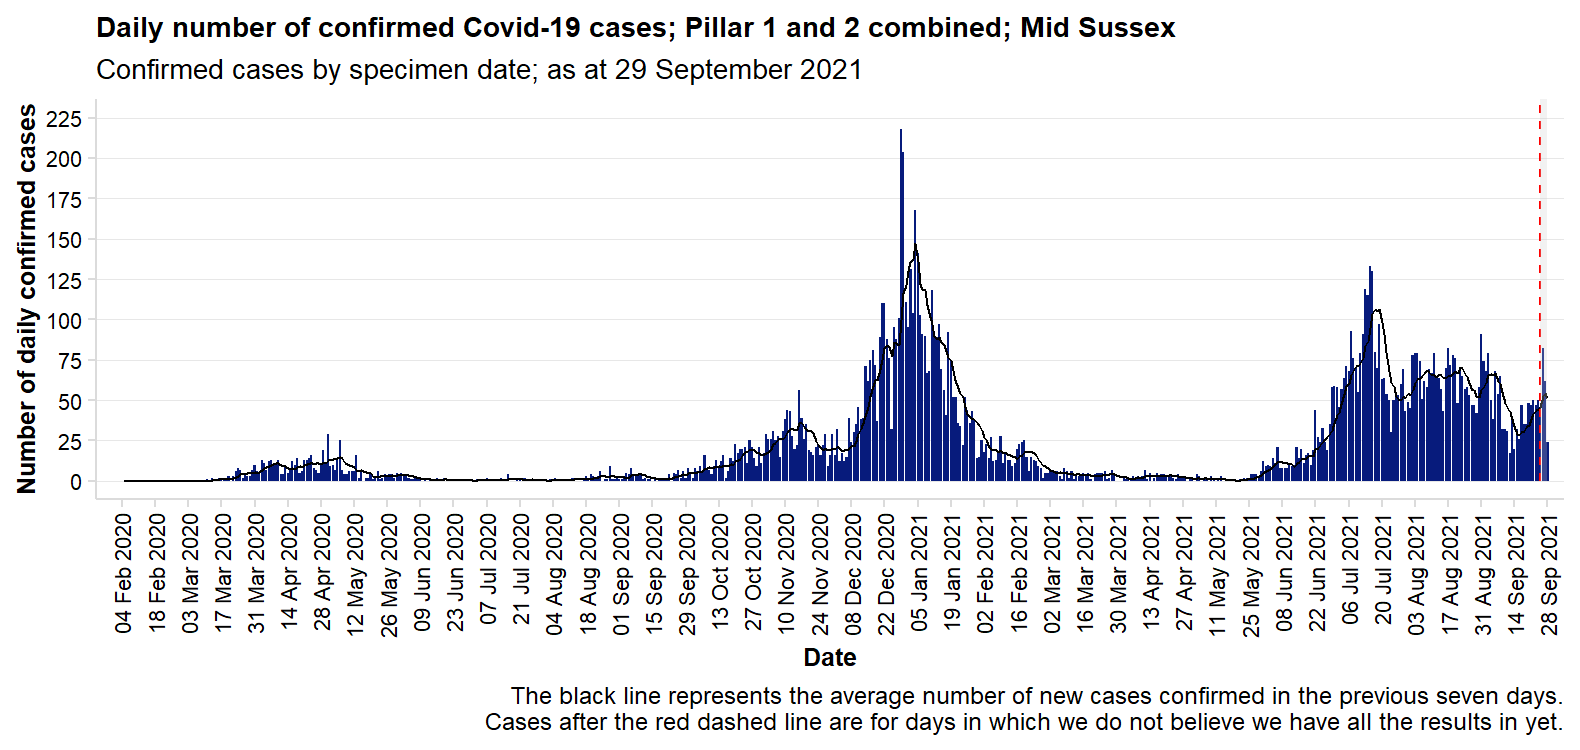 Daily number of confirmed Covid-19 cases; Pillar 1 and 2 combined; Mid Sussex
Confirmed cases by specimen date; as at 29 September 2021
Number of daily confirmed cases
225
200
175
150
125
100
75
50
25
0
04 Feb 2020
18 Feb 2020
03 Mar 2020
17 Mar 2020
31 Mar 2020
14 Apr 2020
28 Apr 2020
12 May 2020
26 May 2020
09 Jun 2020
23 Jun 2020
07 Jul 2020
21 Jul 2020
04 Aug 2020
18 Aug 2020
01 Sep 2020
15 Sep 2020
29 Sep 2020
13 Oct 2020
27 Oct 2020
10 Nov 2020
24 Nov 2020
08 Dec 2020
22 Dec 2020
05 Jan 2021
19 Jan 2021
02 Feb 2021
16 Feb 2021
02 Mar 2021
16 Mar 2021
30 Mar 2021
13 Apr 2021
27 Apr 2021
11 May 2021
25 May 2021
08 Jun 2021
22 Jun 2021
06 Jul 2021
20 Jul 2021
03 Aug 2021
17 Aug 2021
31 Aug 2021
14 Sep 2021
28 Sep 2021
Date
The black line represents the average number of new cases confirmed in the previous seven days.
Cases after the red dashed line are for days in which we do not believe we have all the results in yet.